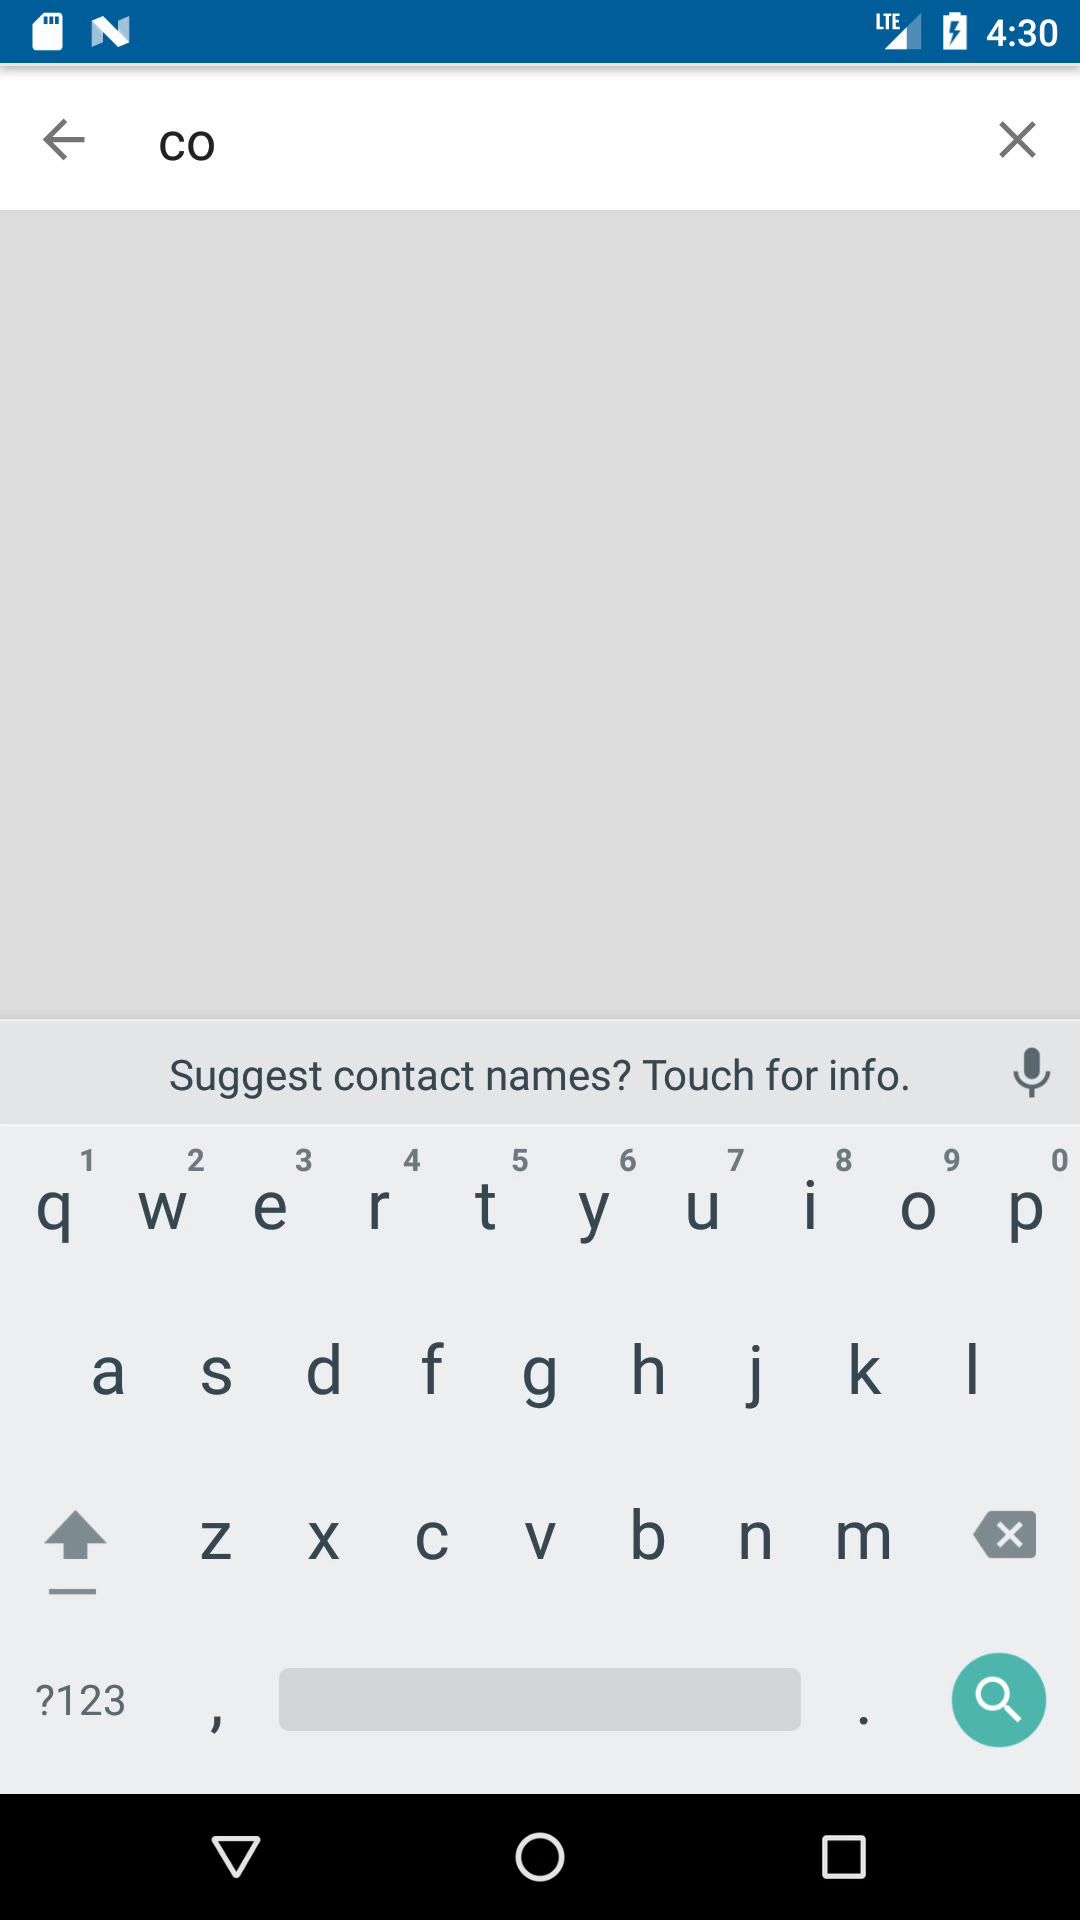 LTE 4:30
co
Suggest contact names? Touch for info.
1 2 3 4 5 6 7 8 9 0
q w e r t y u i o p
a s d f g h j k l
z x c v b n m
?123 , .